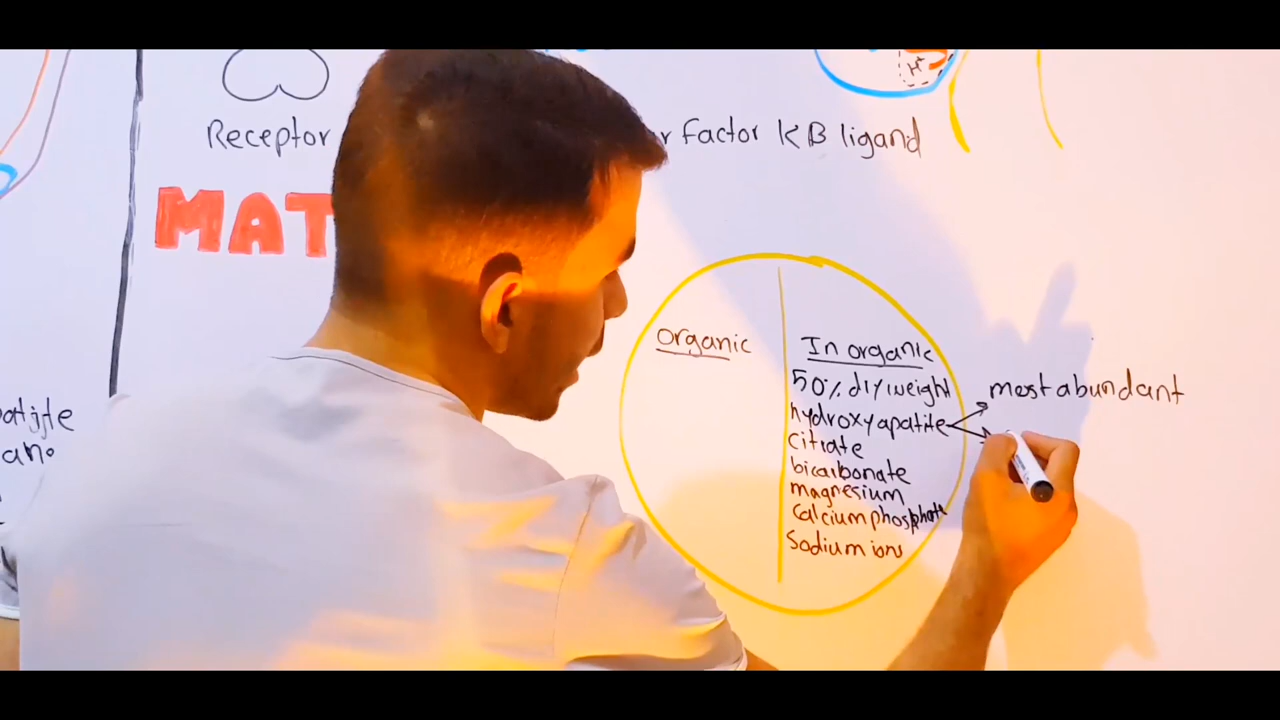 H+
Receptor
r Factor KB ligand
MAT
organic
In organic
50% dry weight
hydroxyapatite
most abundant
citrate
bicarbonate
magnesium
Calcium phosphate
Sodium ions